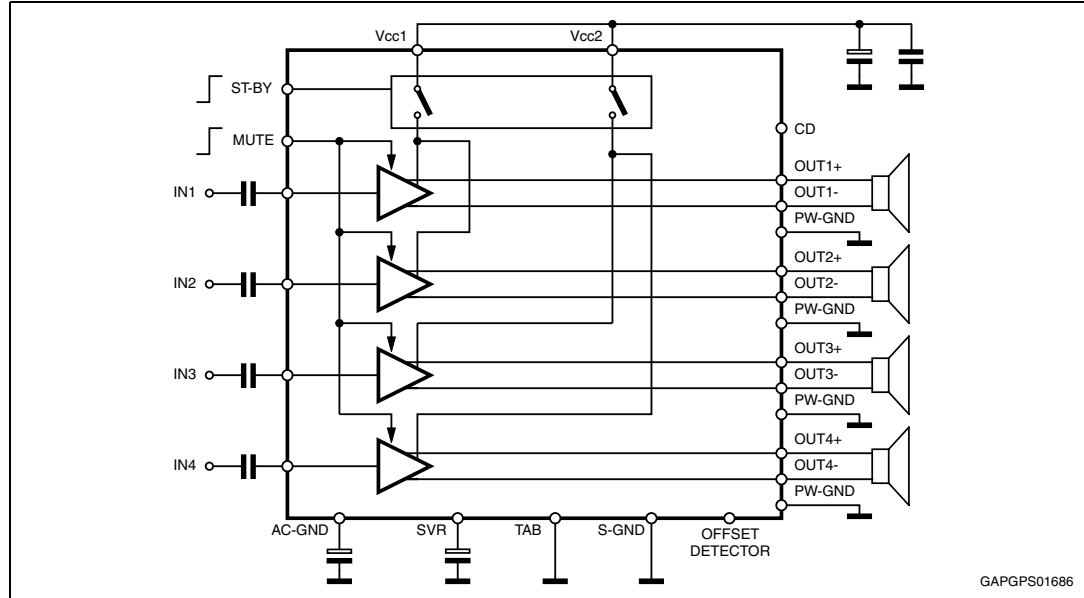 Vcc1
Vcc2
ST-BY
MUTE
CD
OUT1+
IN1
OUT1-
PW-GND
OUT2+
IN2
OUT2-
PW-GND
OUT3+
IN3
OUT3-
PW-GND
OUT4+
IN4
OUT4-
PW-GND
AC-GND
SVR
TAB
S-GND
OFFSET
DETECTOR
GAPGPS01686